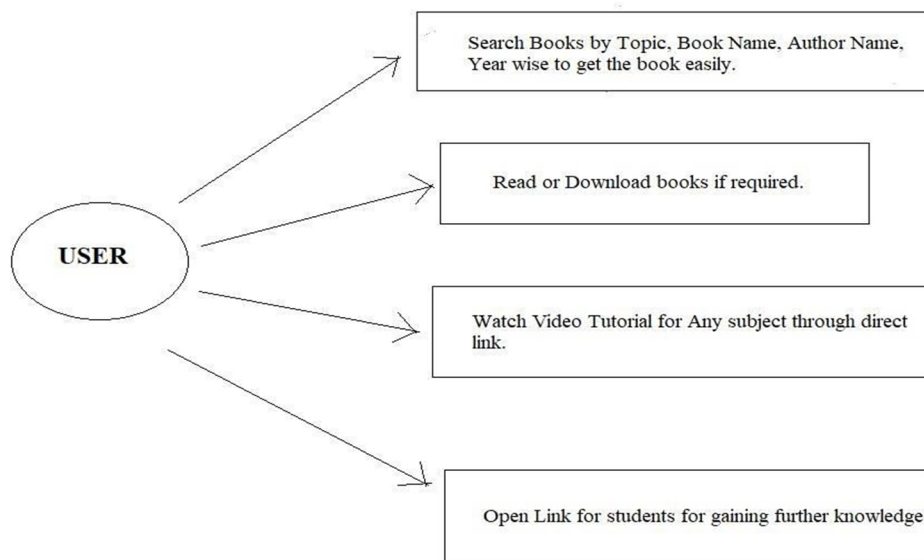 Search Books by Topic, Book Name, Author Name,
Year wise to get the book easily.
Read or Download books if required.
USER
Watch Video Tutorial for Any subject through direct
link.
Open Link for students for gaining further knowledge